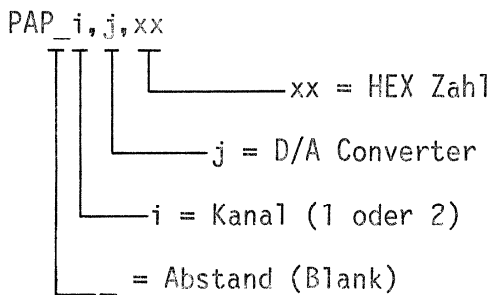 PAP_i,j,xx
xx = HEX Zahl
j = D/A Converter
i = Kanal (1 oder 2)
_ = Abstand (Blank)